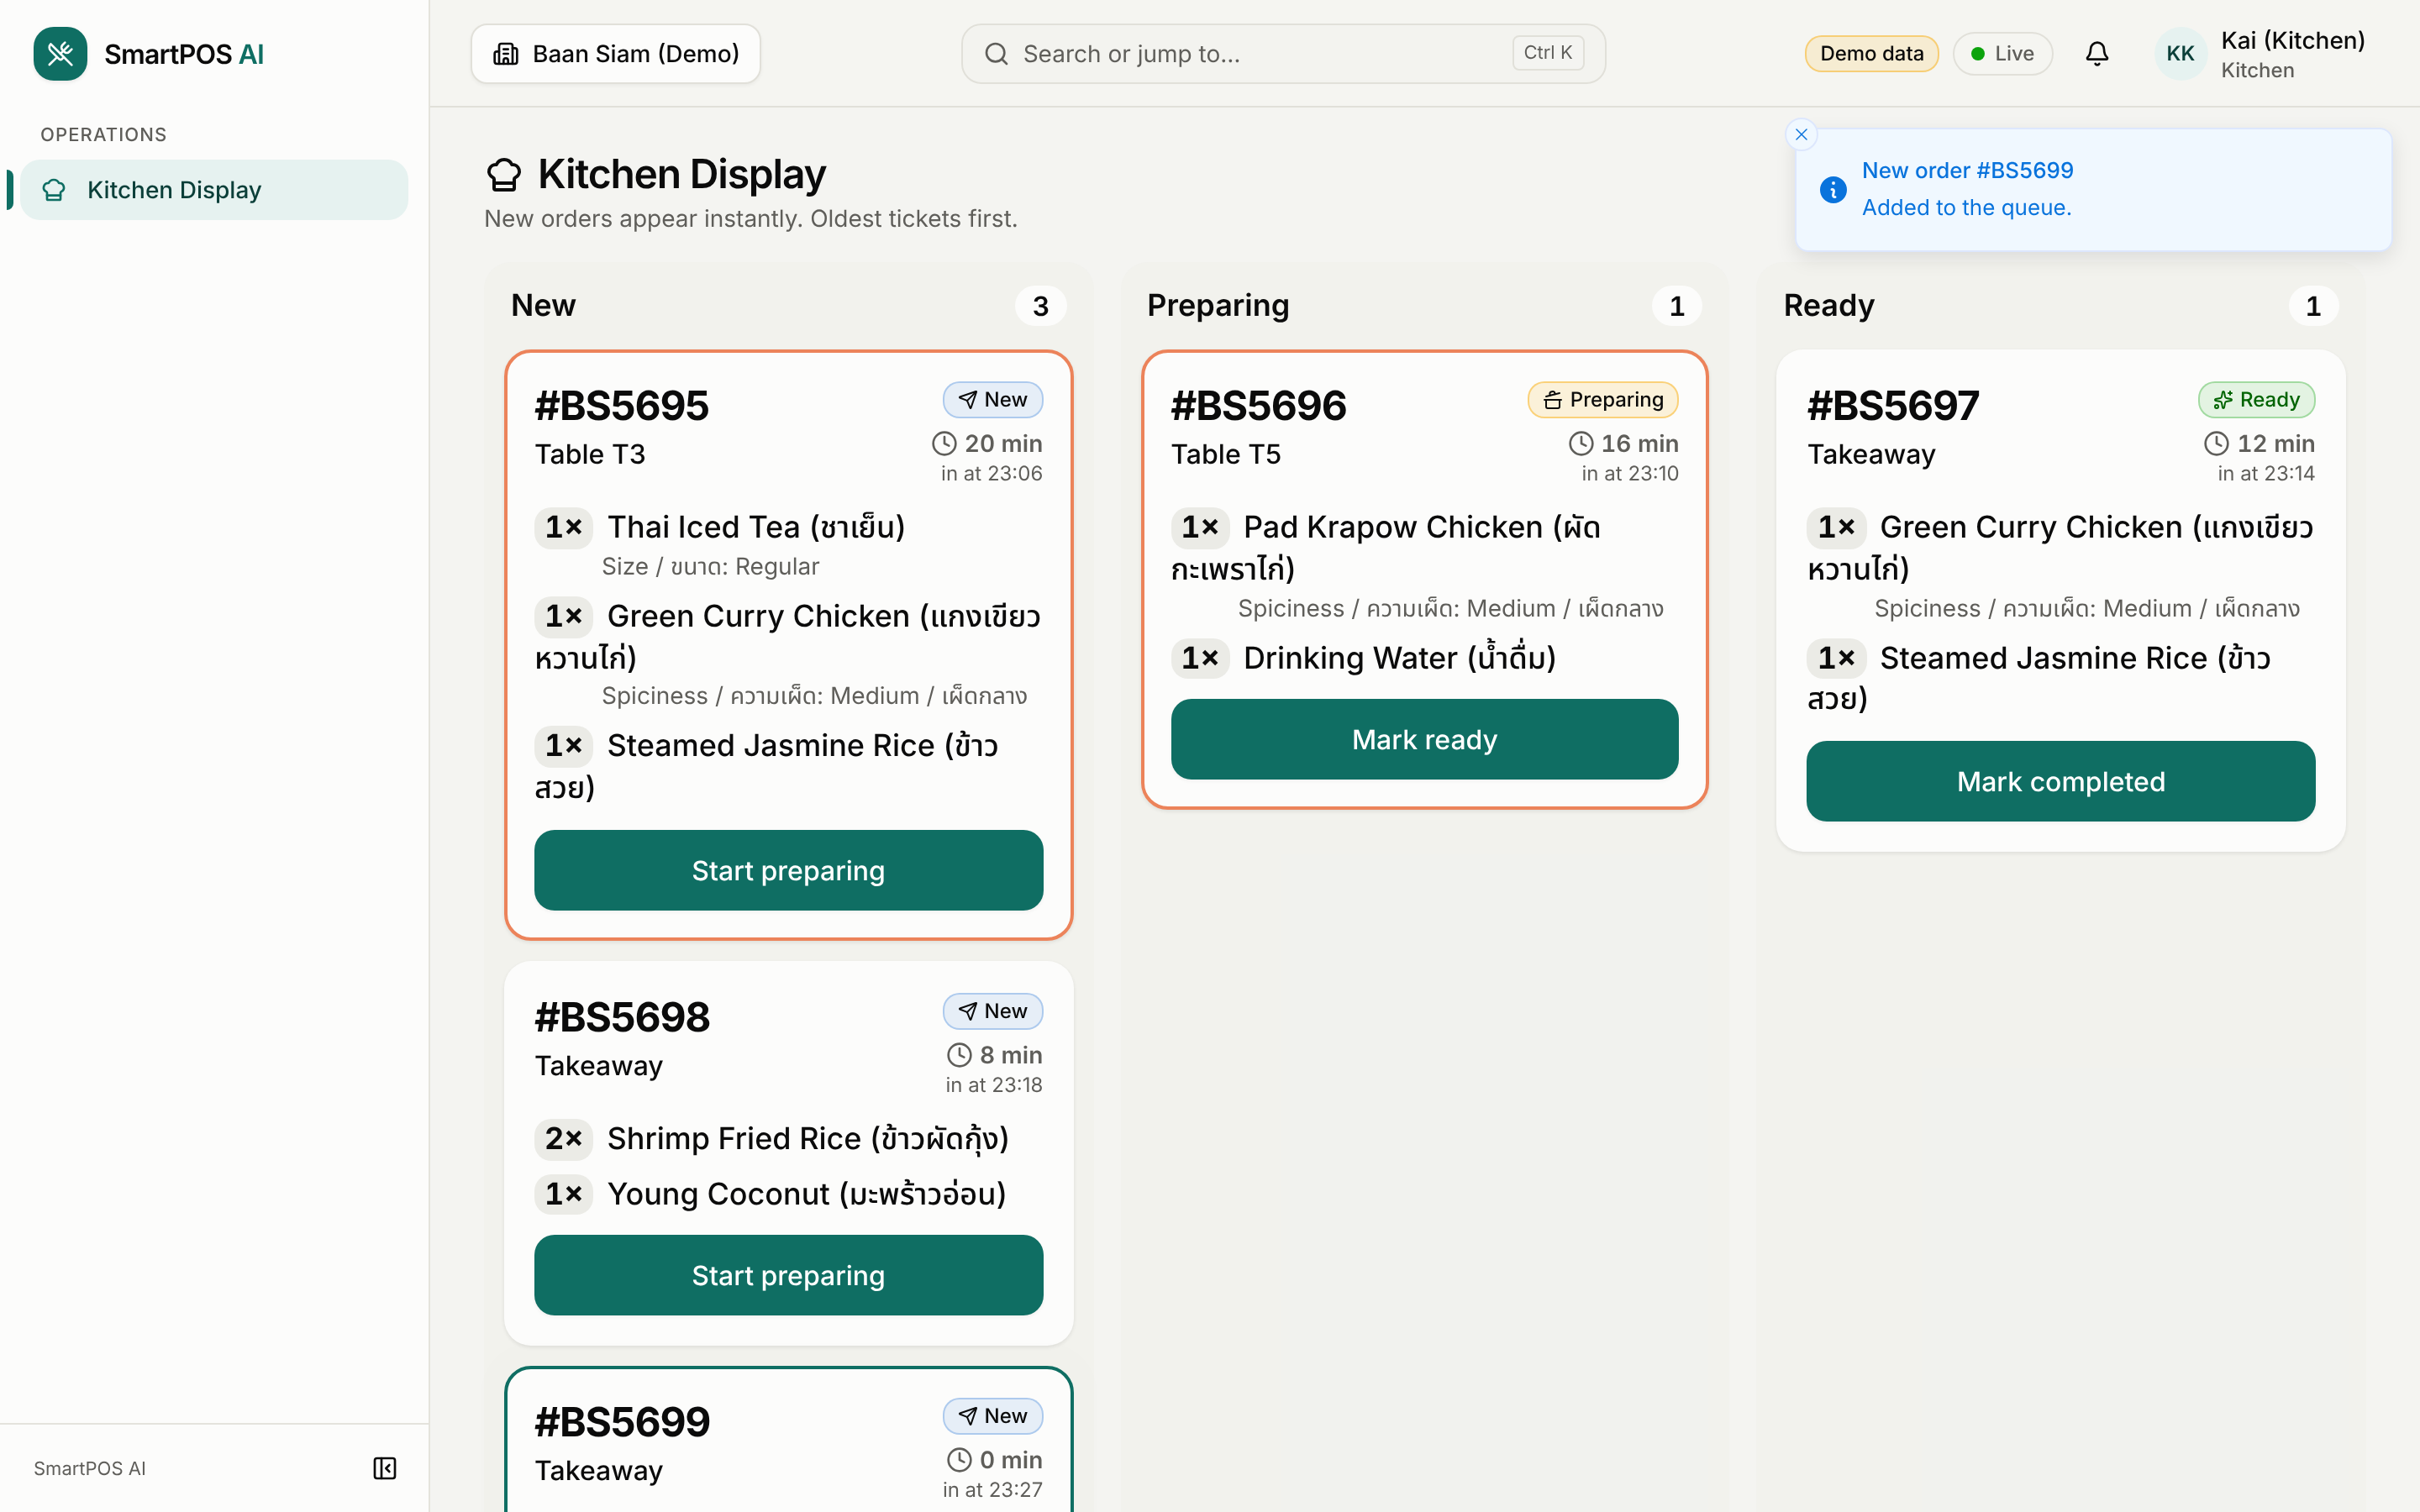 SmartPOS AI
OPERATIONS
Kitchen Display
SmartPOS AI
Baan Siam (Demo)
Search or jump to...
Ctrl K
Demo data
Live
KK
Kai (Kitchen)
Kitchen
Kitchen Display
New orders appear instantly. Oldest tickets first.
New order #BS5699
Added to the queue.
New
3
#BS5695
New
Table T3
20 min
in at 23:06
1× Thai Iced Tea (ชาเย็น)
Size / ขนาด: Regular
1× Green Curry Chicken (แกงเขียว
หวานไก่)
Spiciness / ความเผ็ด: Medium / เผ็ดกลาง
1× Steamed Jasmine Rice (ข้าว
สวย)
Start preparing
#BS5698
New
Takeaway
8 min
in at 23:18
2× Shrimp Fried Rice (ข้าวผัดกุ้ง)
1× Young Coconut (มะพร้าวอ่อน)
Start preparing
#BS5699
New
Takeaway
0 min
in at 23:27
Preparing
1
#BS5696
Preparing
Table T5
16 min
in at 23:10
1× Pad Krapow Chicken (ผัด
กะเพราไก่)
Spiciness / ความเผ็ด: Medium / เผ็ดกลาง
1× Drinking Water (น้ำดื่ม)
Mark ready
Ready
1
#BS5697
Ready
Takeaway
12 min
in at 23:14
1× Green Curry Chicken (แกงเขียว
หวานไก่)
Spiciness / ความเผ็ด: Medium / เผ็ดกลาง
1× Steamed Jasmine Rice (ข้าว
สวย)
Mark completed